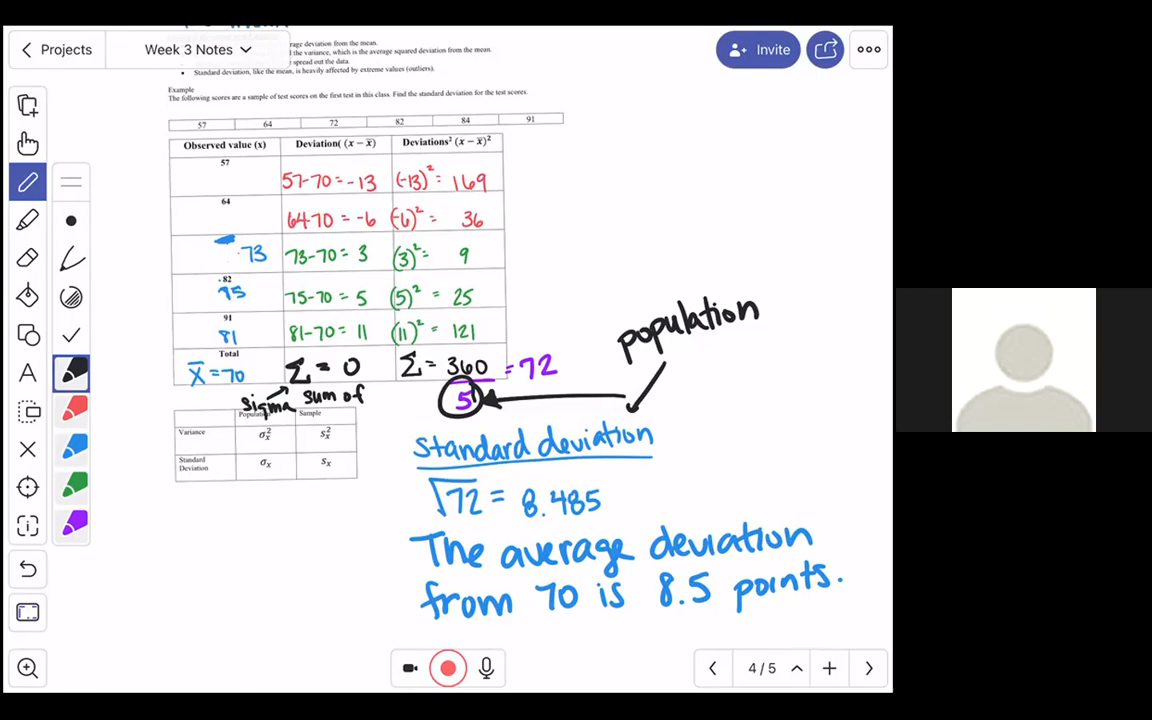 Projects
Week 3 Notes
Invite
rage deviation from the mean.
the variance, which is the average squared deviation from the mean.
spread out the data.
• Standard deviation, like the mean, is heavily affected by extreme values (outliers).
Example
The following scores are a sample of test scores on the first test in this class. Find the standard deviation for the test scores.
57 64 72 82 84 91
Observed value (x) Deviation( (x − x̄) Deviations² (x − x̄)²
57
57-70=-13 (-13)²= 169
64
64-70 = -6 (-6)² = 36
73 73-70= 3 (3)²= 9
82
75 75-70 = 5 (5)² = 25
91
81 81-70= 11 (11)² = 121
Total
x̄ =70 Σ = 0 Σ = 360 = 72
5
sigma sum of
population
Population Sample
Variance σₓ² sₓ²
Standard Deviation σₓ sₓ
Standard deviation
√72 = 8.485
The average deviation
from 70 is 8.5 points.
A
4/5